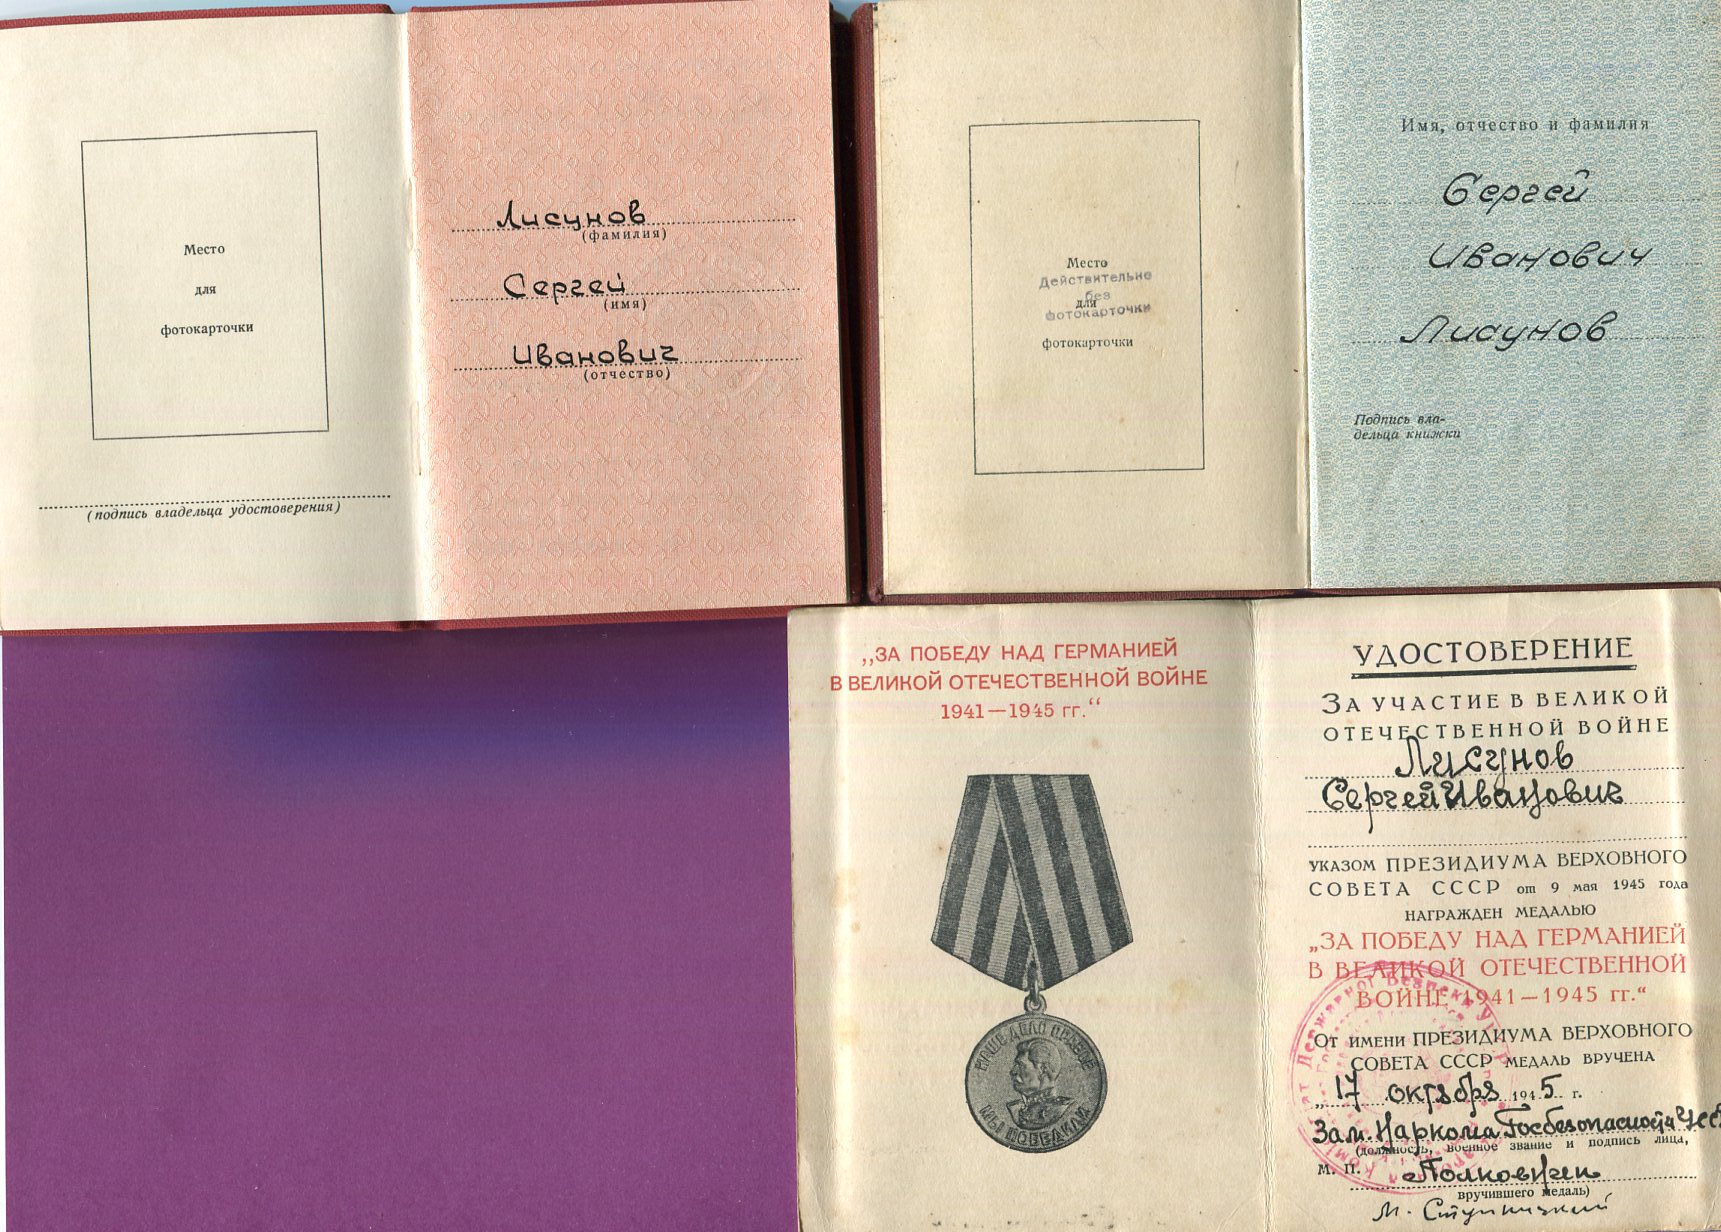 Место
для
фотокарточки
(подпись владельца удостоверения)
Лисунов
(фамилия)
Сергей
(имя)
Иванович
(отчество)
Место
Действительно
без
для
фотокарточки
фотокарточки
Имя, отчество и фамилия
Сергей
Иванович
Лисунов
Подпись вла-
дельца книжки
„ЗА ПОБЕДУ НАД ГЕРМАНИЕЙ
В ВЕЛИКОЙ ОТЕЧЕСТВЕННОЙ ВОЙНЕ
1941—1945 гг.“
НАШЕ ДЕЛО ПРАВОЕ
МЫ ПОБЕДИЛИ
УДОСТОВЕРЕНИЕ
ЗА УЧАСТИЕ В ВЕЛИКОЙ
ОТЕЧЕСТВЕННОЙ ВОЙНЕ
Лисунов
Сергей Иванович
УКАЗОМ ПРЕЗИДИУМА ВЕРХОВНОГО
СОВЕТА СССР от 9 мая 1945 года
НАГРАЖДЕН МЕДАЛЬЮ
„ЗА ПОБЕДУ НАД ГЕРМАНИЕЙ
В ВЕЛИКОЙ ОТЕЧЕСТВЕННОЙ
ВОЙНЕ 1941—1945 гг.“
От имени ПРЕЗИДИУМА ВЕРХОВНОГО
СОВЕТА СССР МЕДАЛЬ ВРУЧЕНА
„17 октября 1945 г.
Зам. Наркома Госбезопасности УССР
(должность, военное звание и подпись лица,
М. П. Полковник
вручившего медаль)
Державної Безпеки